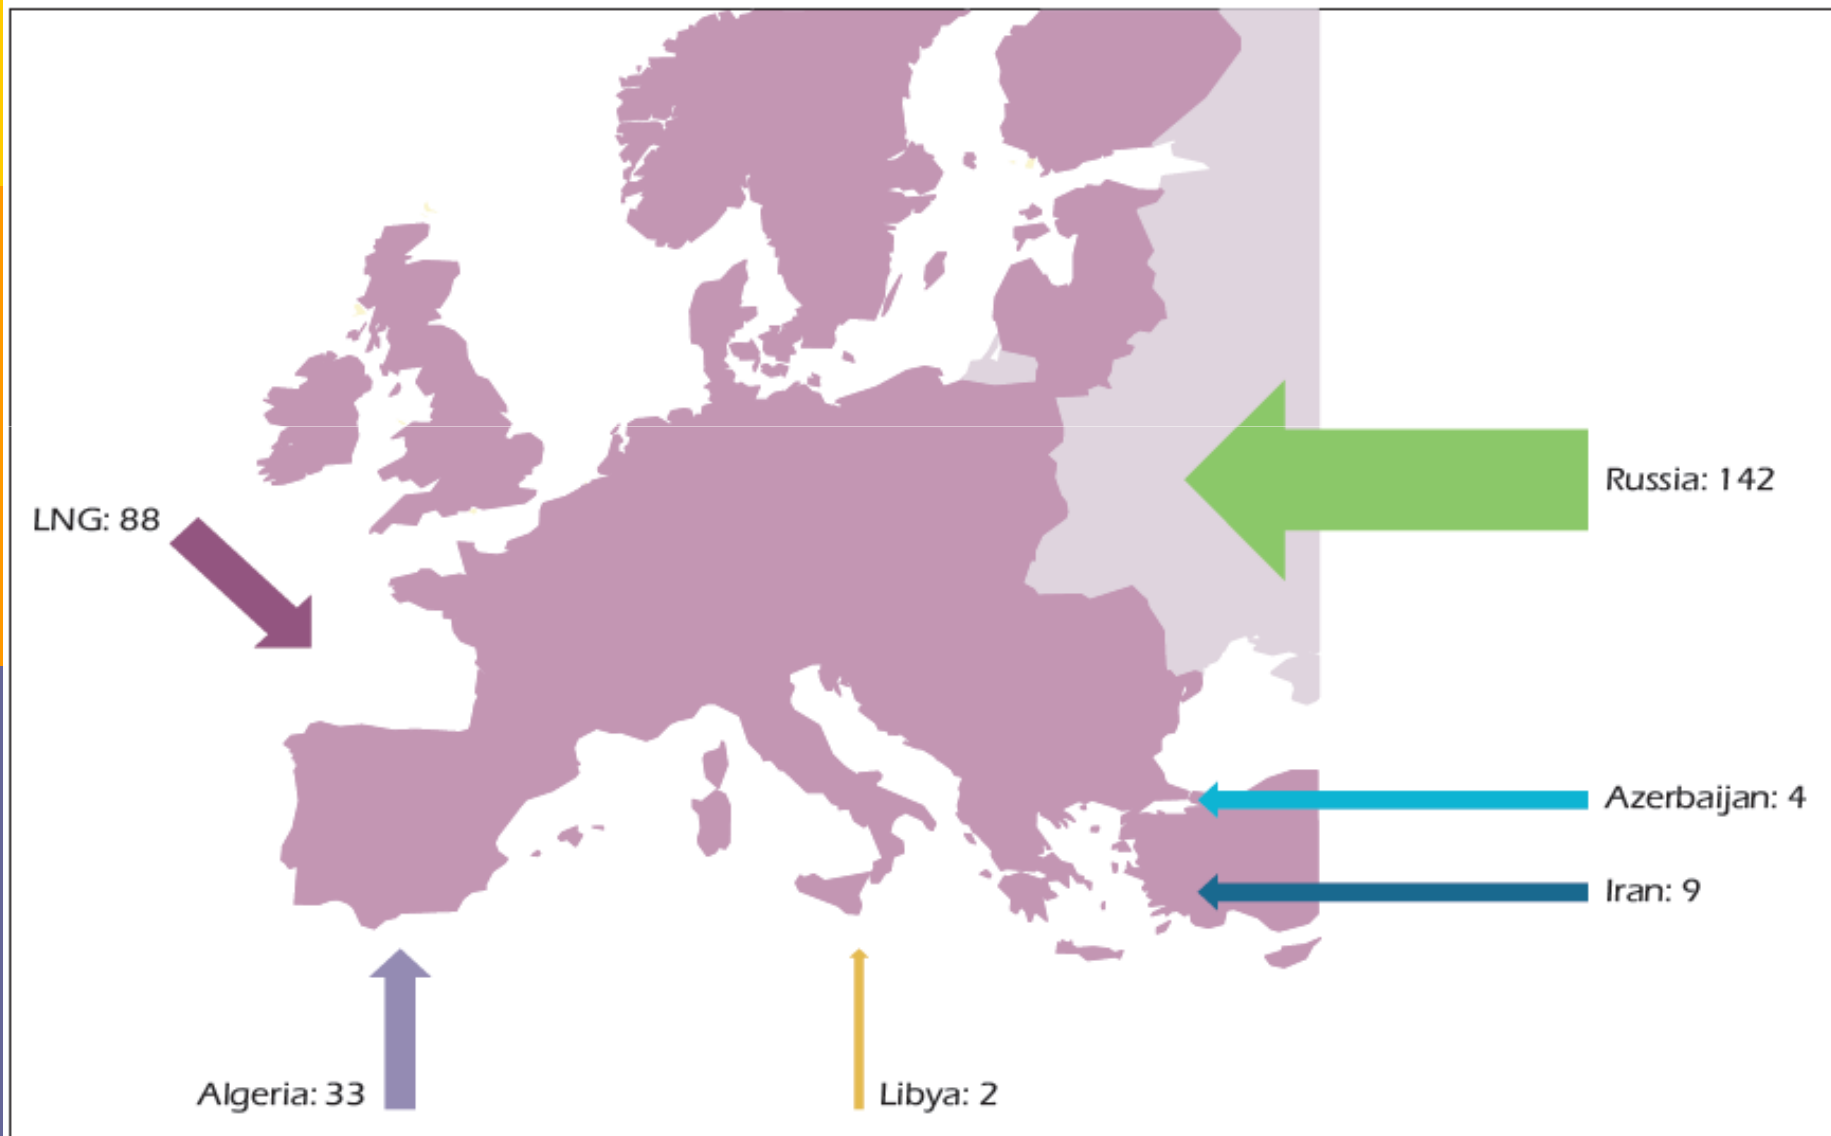 Russia: 142
LNG: 88
Azerbaijan: 4
Iran: 9
Algeria: 33
Libya: 2